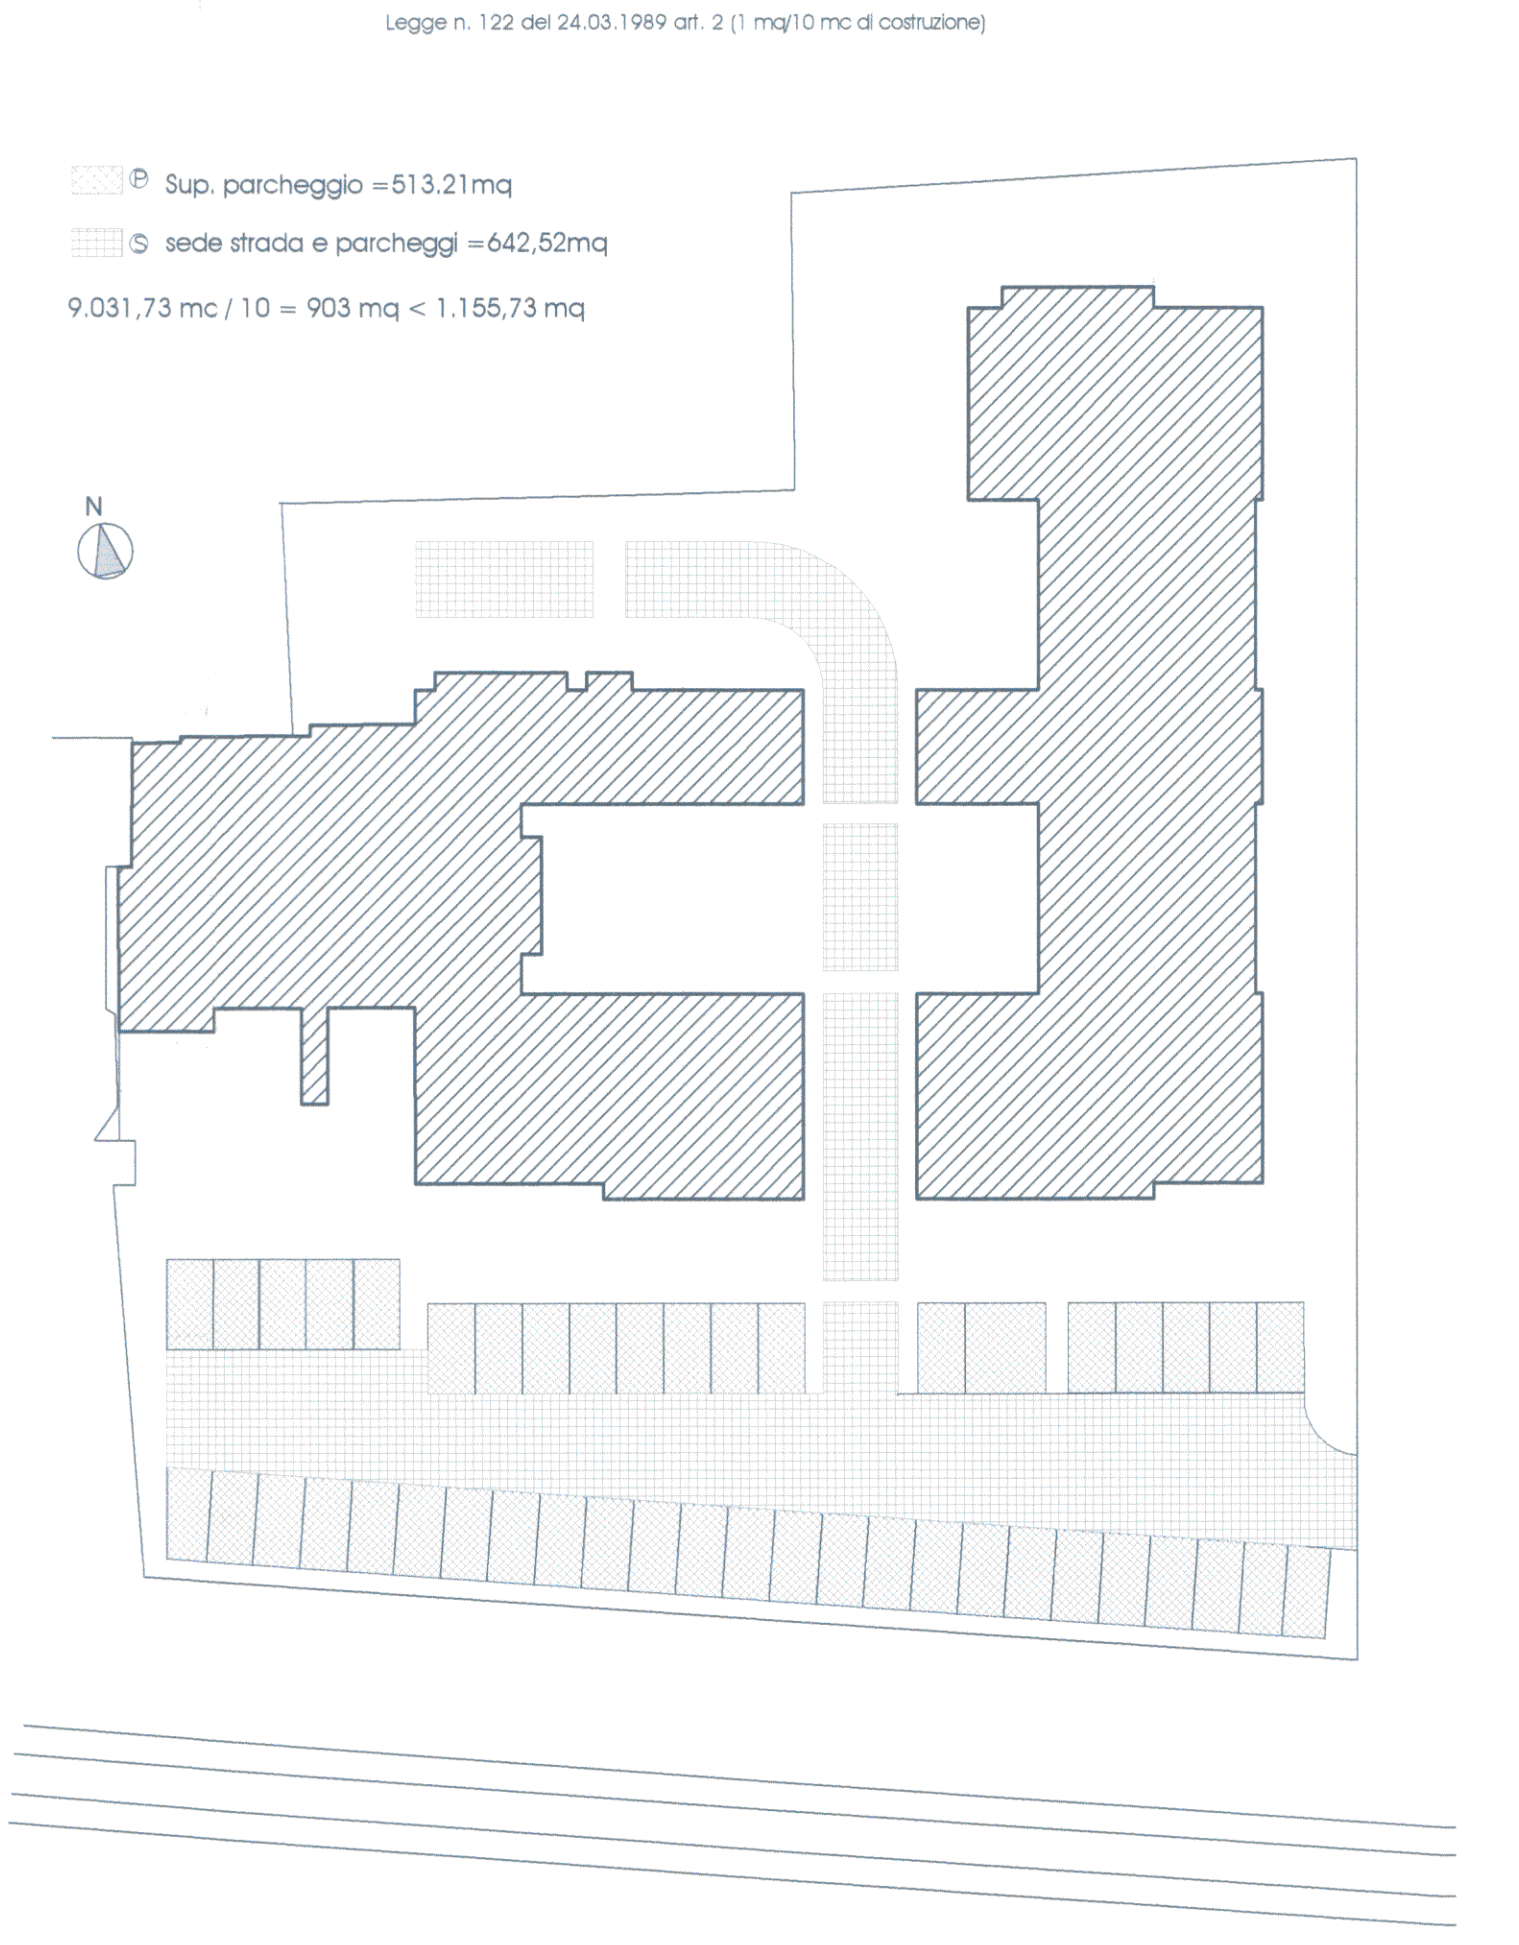 Legge n. 122 del 24.03.1989 art. 2 (1 mq/10 mc di costruzione)
P Sup. parcheggio =513.21mq
S sede strada e parcheggi =642,52mq
9.031,73 mc / 10 = 903 mq < 1.155,73 mq
N